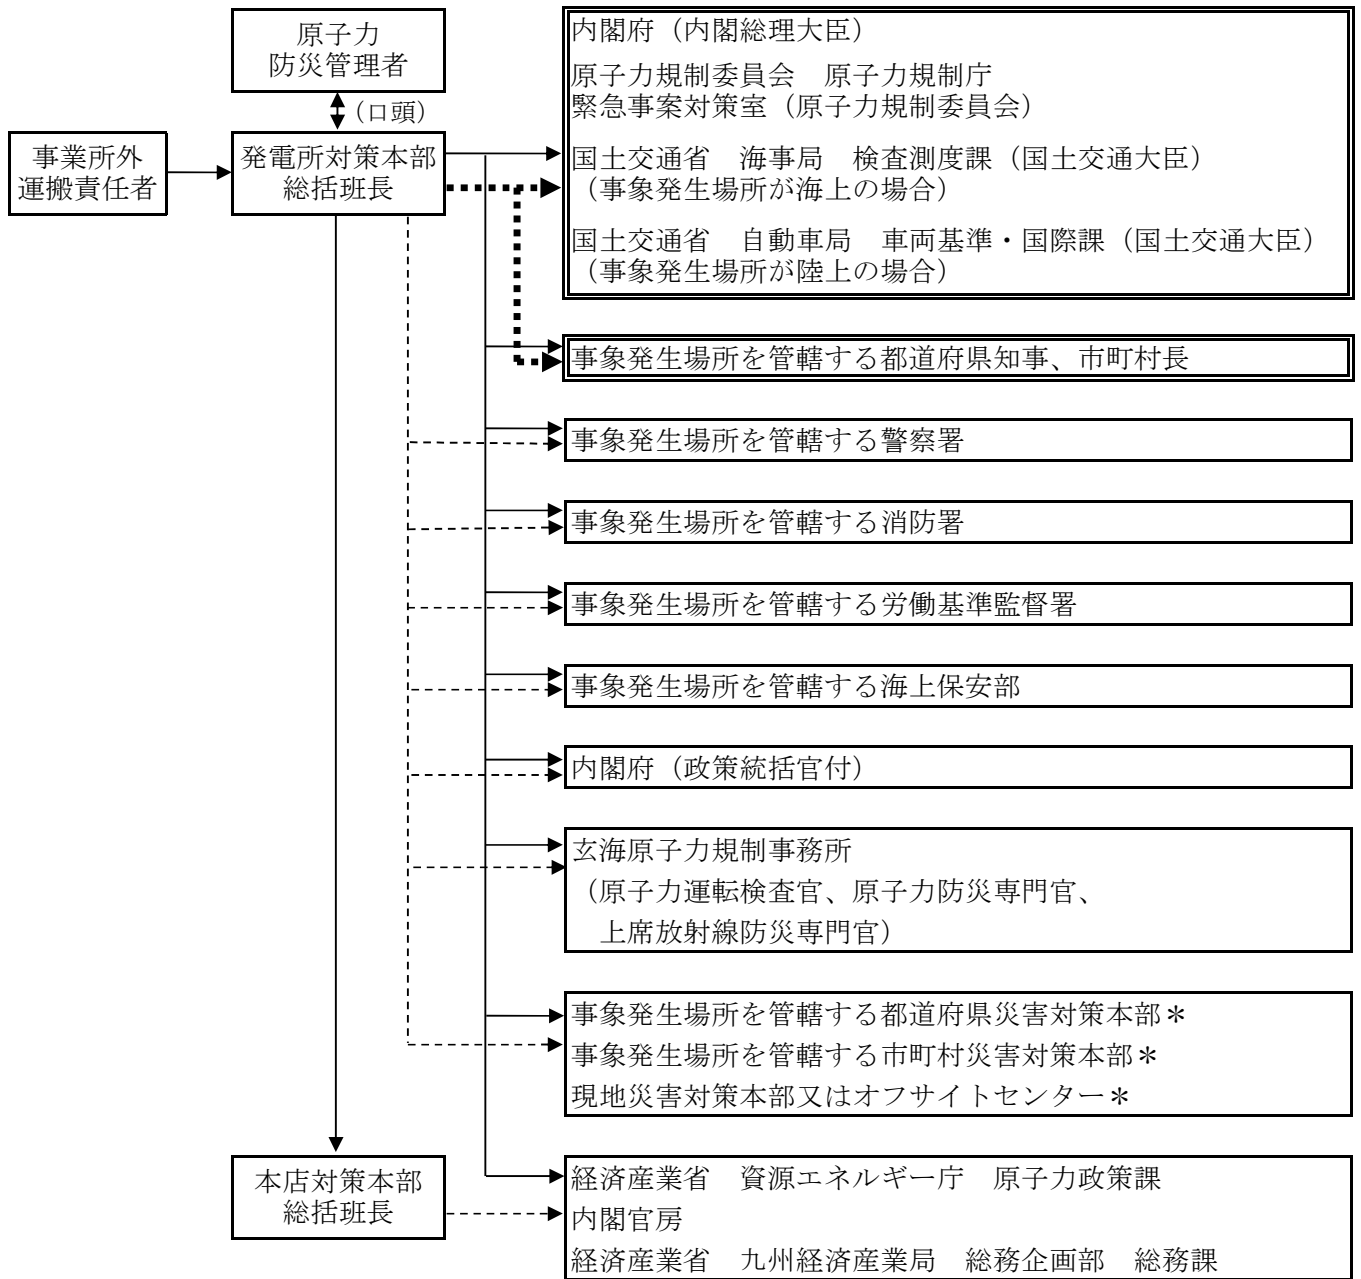 原子力
防災管理者
（口頭）
事業所外
運搬責任者
発電所対策本部
総括班長
本店対策本部
総括班長
内閣府（内閣総理大臣）
原子力規制委員会　原子力規制庁
緊急事案対策室（原子力規制委員会）
国土交通省　海事局　検査測度課（国土交通大臣）
（事象発生場所が海上の場合）
国土交通省　自動車局　車両基準・国際課（国土交通大臣）
（事象発生場所が陸上の場合）
事象発生場所を管轄する都道府県知事、市町村長
事象発生場所を管轄する警察署
事象発生場所を管轄する消防署
事象発生場所を管轄する労働基準監督署
事象発生場所を管轄する海上保安部
内閣府（政策統括官付）
玄海原子力規制事務所
（原子力運転検査官、原子力防災専門官、
上席放射線防災専門官）
事象発生場所を管轄する都道府県災害対策本部＊
事象発生場所を管轄する市町村災害対策本部＊
現地災害対策本部又はオフサイトセンター＊
経済産業省　資源エネルギー庁　原子力政策課
内閣官房
経済産業省　九州経済産業局　総務企画部　総務課